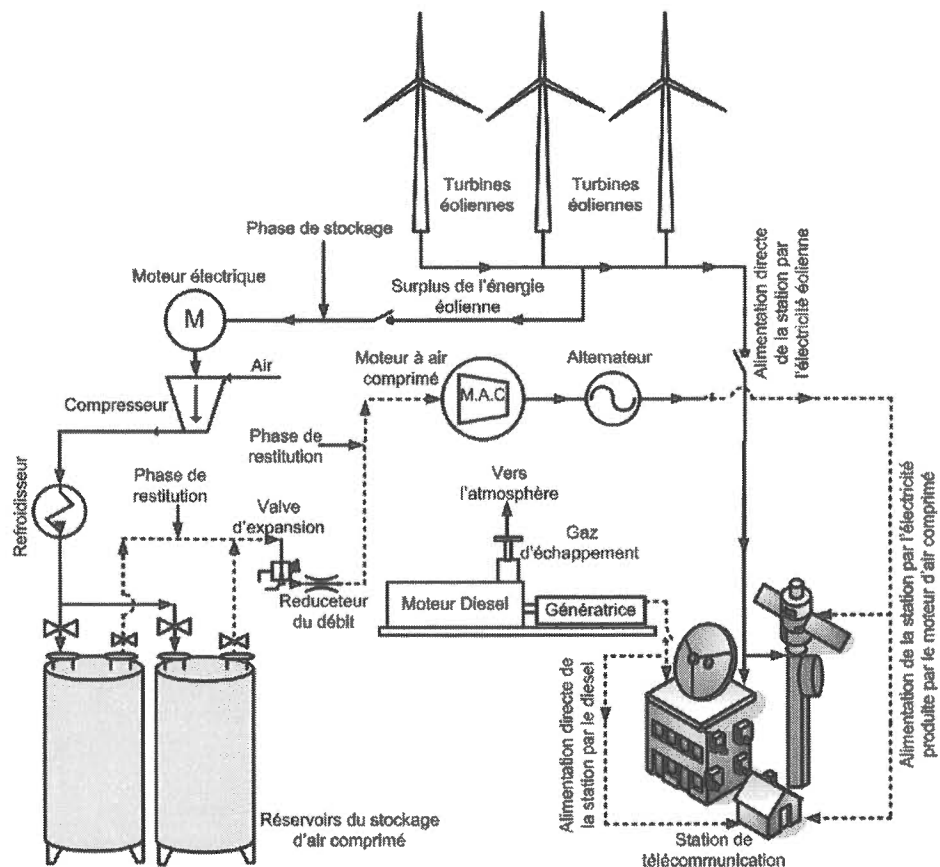 Turbines
éoliennes
Turbines
éoliennes
Phase de stockage
Moteur électrique
M
Surplus de l'énergie
éolienne
Alimentation directe
de la station par
l'électricité éolienne
Air
Compresseur
Moteur à air
comprimé
M.A.C
Alternateur
Phase de
restitution
Refroidisseur
Phase de
restitution
Valve
d'expansion
Reduceteur
du débit
Vers
l'atmosphère
Gaz
d'échappement
Moteur Diesel
Génératrice
Alimentation de la station par l'électricité
produite par le moteur d'air comprimé
Alimentation directe de
la station par le diesel
Réservoirs du stockage
d'air comprimé
Station de
télécommunication